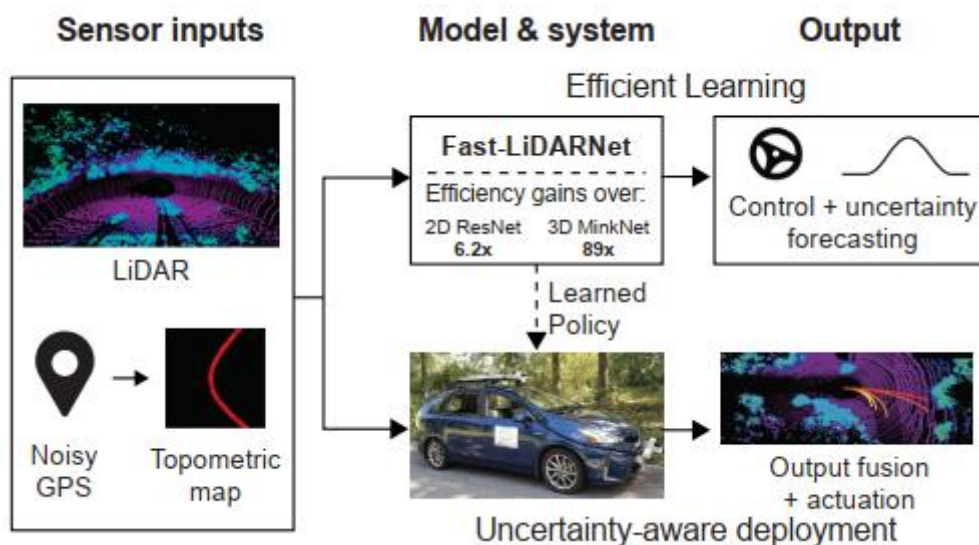 Sensor inputs
Model & system
Output
Efficient Learning
LiDAR
Noisy
GPS
Topometric
map
Fast-LiDARNet
Efficiency gains over:
2D ResNet
6.2x
3D MinkNet
89x
Control + uncertainty
forecasting
Learned
Policy
Output fusion
+ actuation
Uncertainty-aware deployment